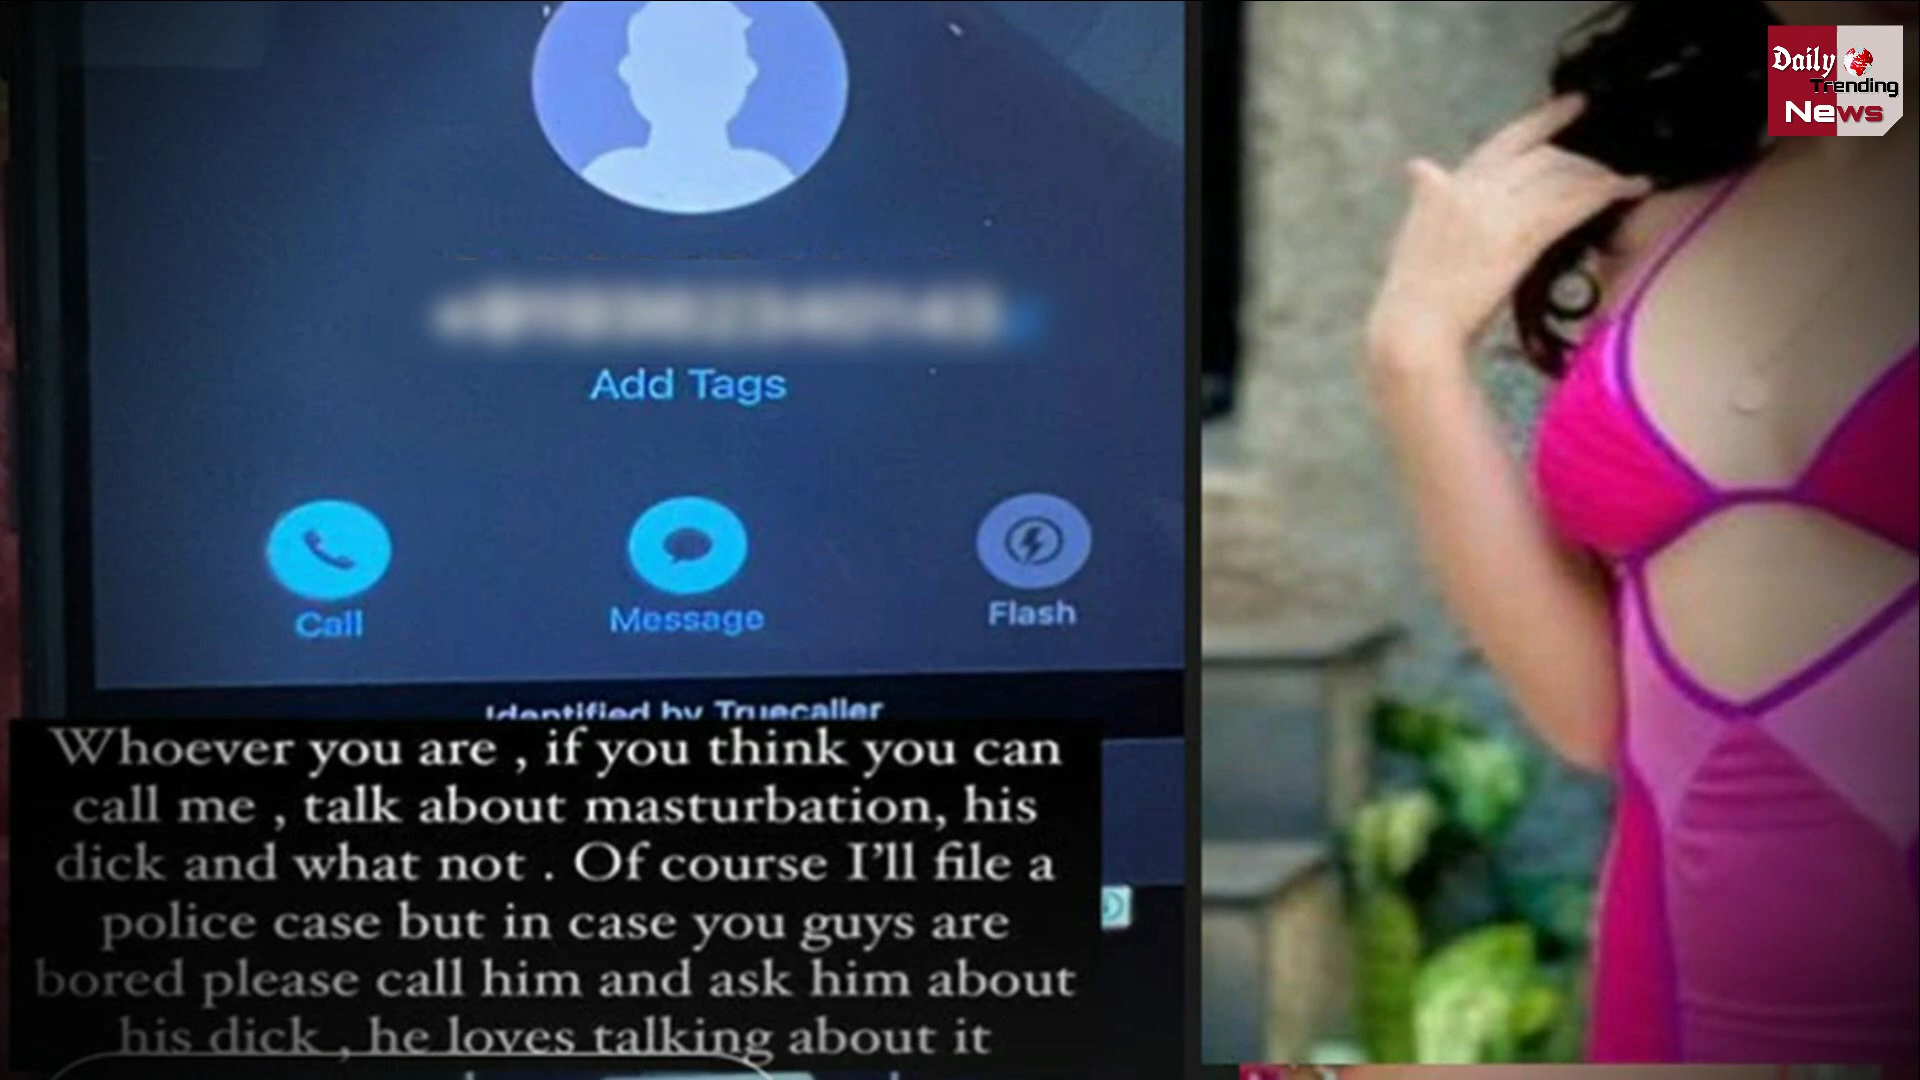 Daily
Trending
News
Add Tags
Call
Message
Flash
Identified by Truecaller
Whoever you are , if you think you can
call me , talk about masturbation, his
dick and what not . Of course I'll file a
police case but in case you guys are
bored please call him and ask him about
his dick , he loves talking about it